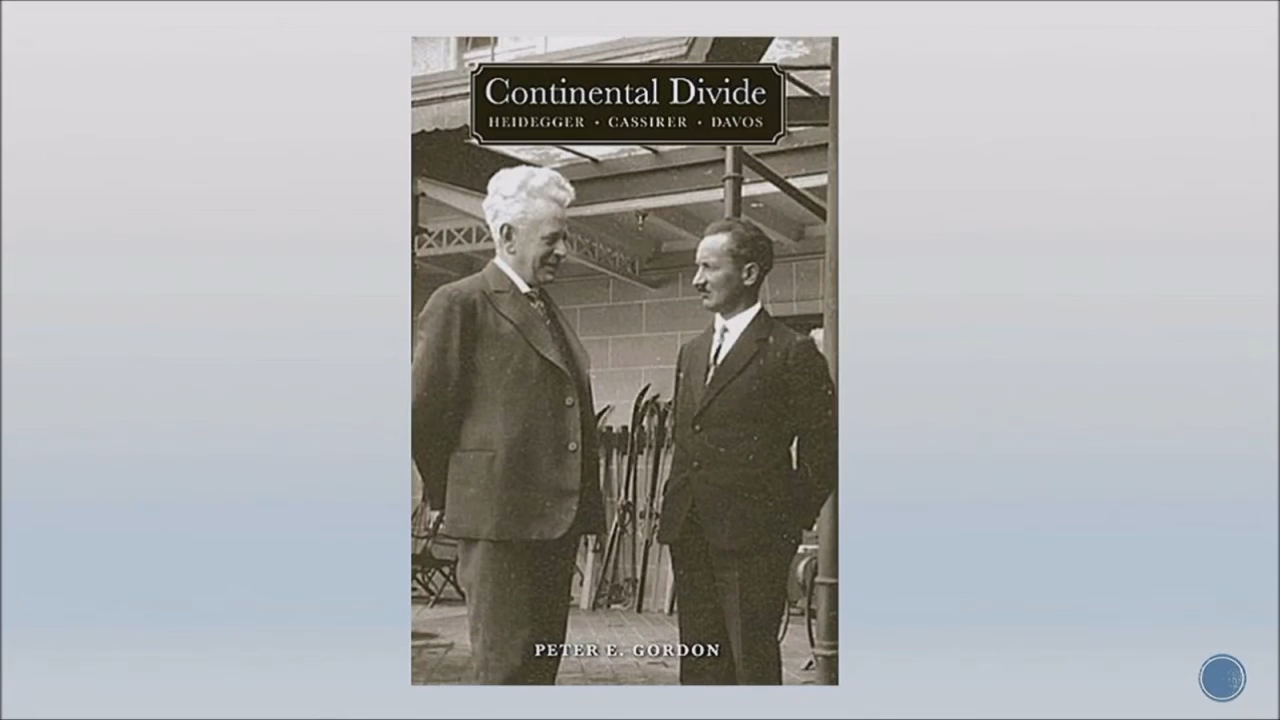 Continental Divide
HEIDEGGER • CASSIRER • DAVOS
PETER E. GORDON